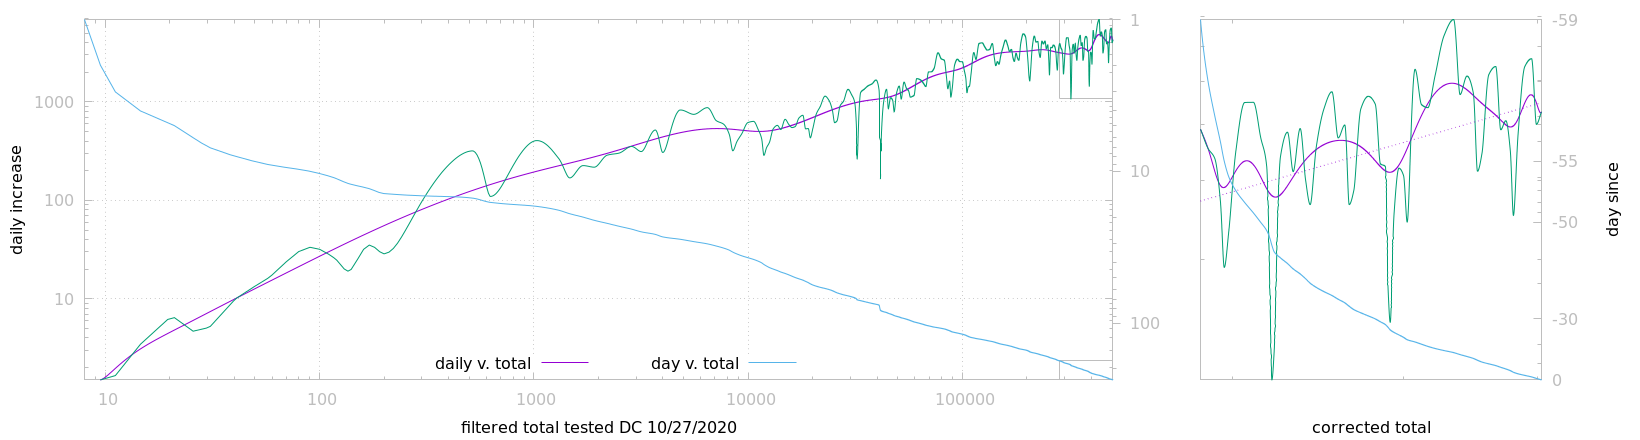 daily increase
1000
100
10
1
10
100
daily v. total
day v. total
10
100
1000
10000
100000
filtered total tested DC 10/27/2020
-59
-55
-50
-30
0
day since
corrected total